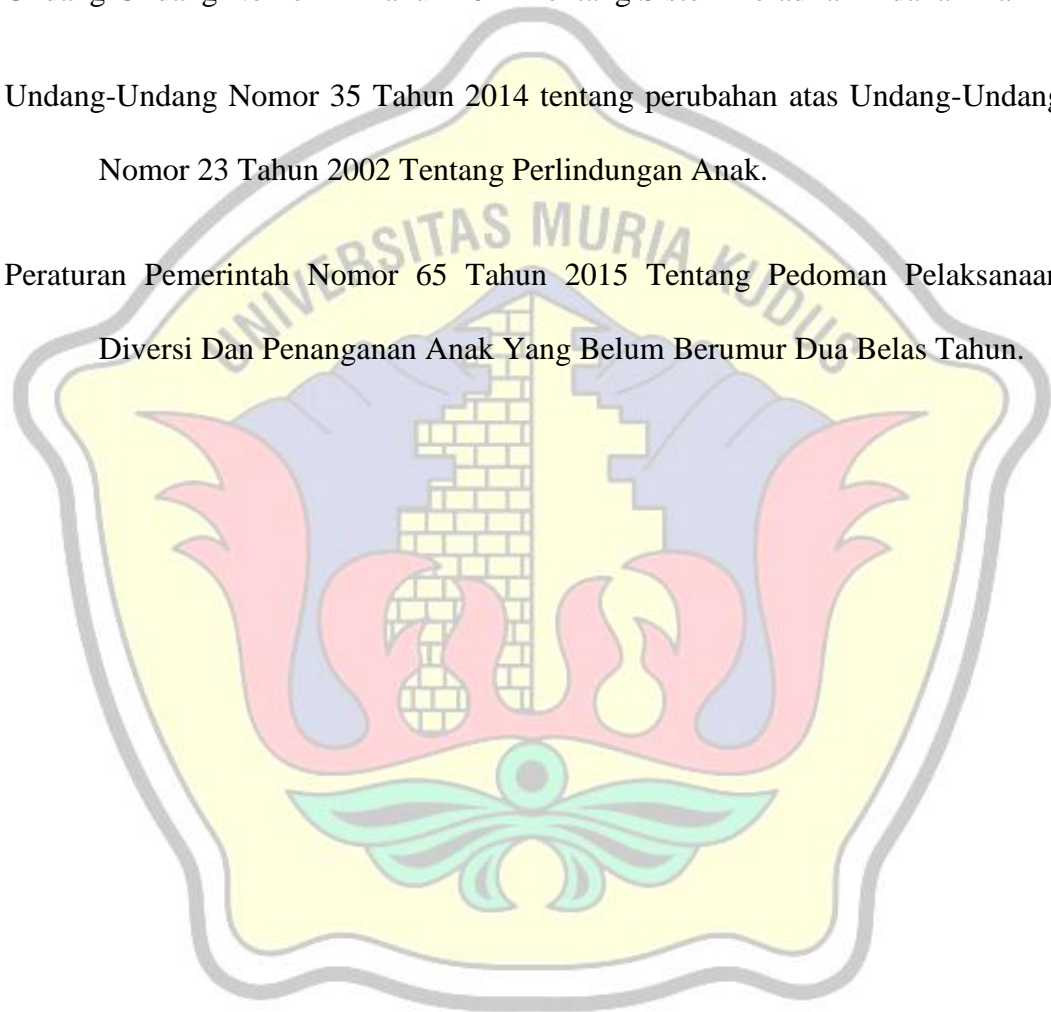 Undang-Undang Nomor 35 Tahun 2014 tentang perubahan atas Undang-Undang
Nomor 23 Tahun 2002 Tentang Perlindungan Anak.
UNIVERSITAS MURIA KUDUS
Peraturan Pemerintah Nomor 65 Tahun 2015 Tentang Pedoman Pelaksanaan
Diversi Dan Penanganan Anak Yang Belum Berumur Dua Belas Tahun.